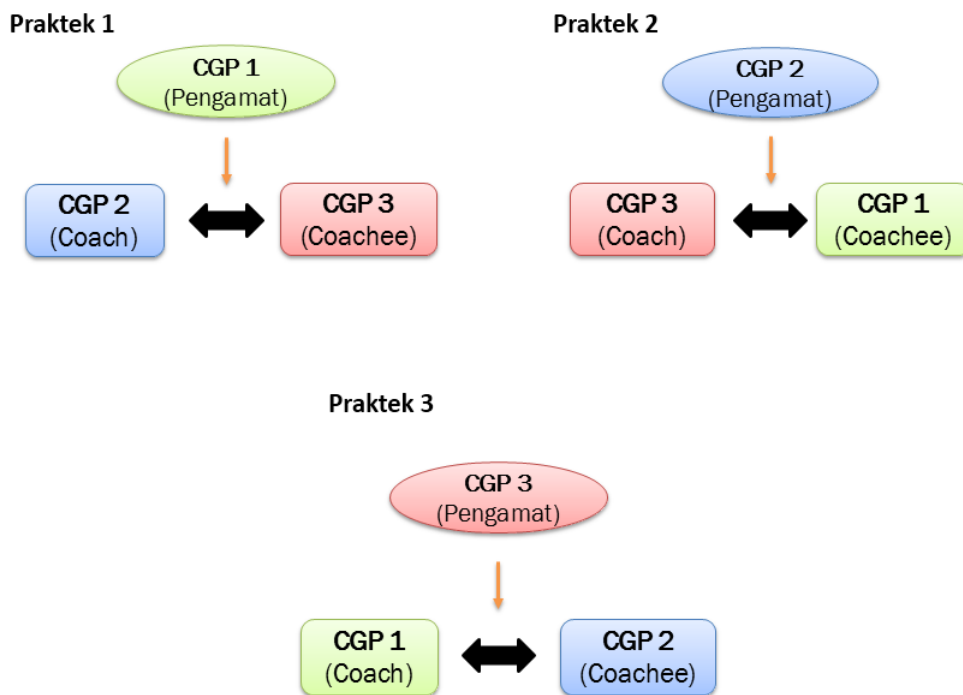 Praktek 1
CGP 1
(Pengamat)
CGP 2
(Coach)
CGP 3
(Coachee)
Praktek 2
CGP 2
(Pengamat)
CGP 3
(Coach)
CGP 1
(Coachee)
Praktek 3
CGP 3
(Pengamat)
CGP 1
(Coach)
CGP 2
(Coachee)